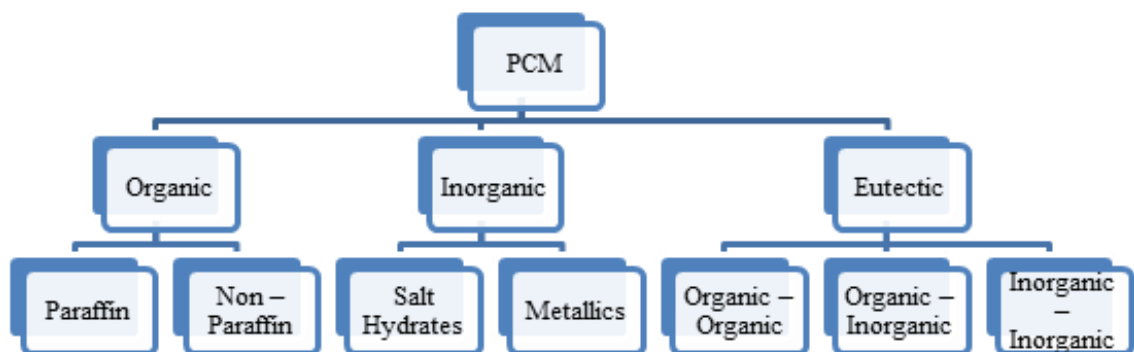 PCM
Organic
Inorganic
Eutectic
Paraffin
Non –
Paraffin
Salt
Hydrates
Metallics
Organic –
Organic
Organic –
Inorganic
Inorganic
–
Inorganic